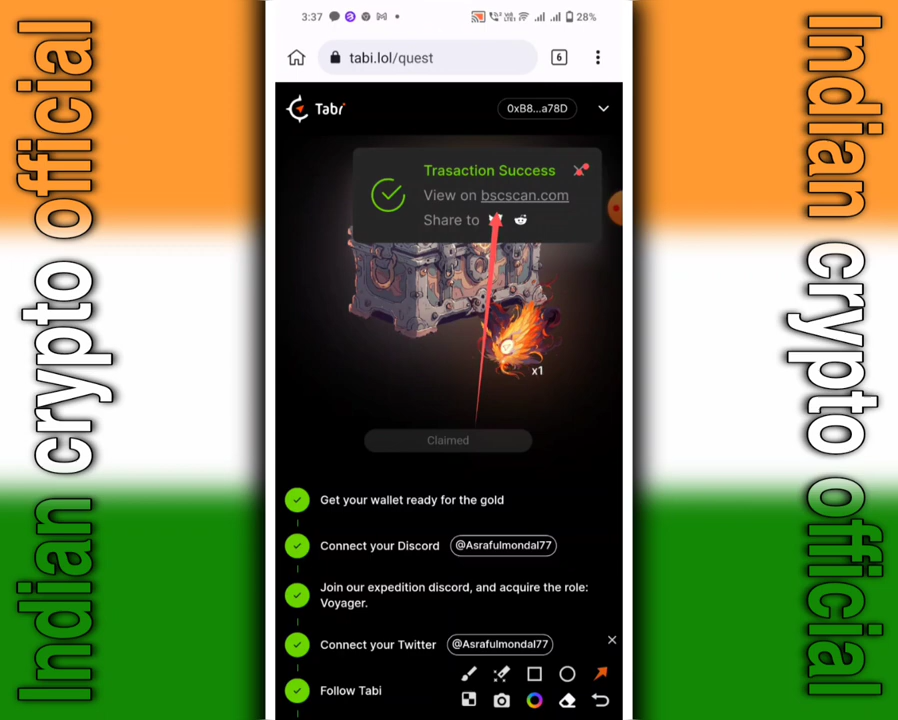 Indian crypto official
3:37
28%
tabi.lol/quest
6
Tabi
0xB8...a78D
Trasaction Success
View on bscscan.com
Share to
x1
Claimed
Get your wallet ready for the gold
Connect your Discord @Asrafulmondal77
Join our expedition discord, and acquire the role:
Voyager.
Connect your Twitter @Asrafulmondal77
Follow Tabi
Indian crypto official